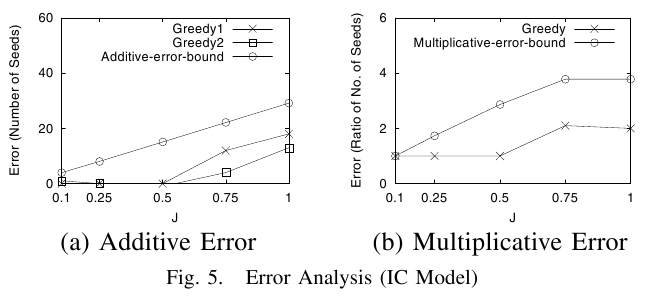 60
40
20
0
0.1 0.25 0.5 0.75 1
J
Error (Number of Seeds)
Greedy1
Greedy2
Additive-error-bound
(a) Additive Error
6
4
2
0
0.1 0.25 0.5 0.75 1
J
Error (Ratio of No. of Seeds)
Greedy
Multiplicative-error-bound
(b) Multiplicative Error
Fig. 5. Error Analysis (IC Model)